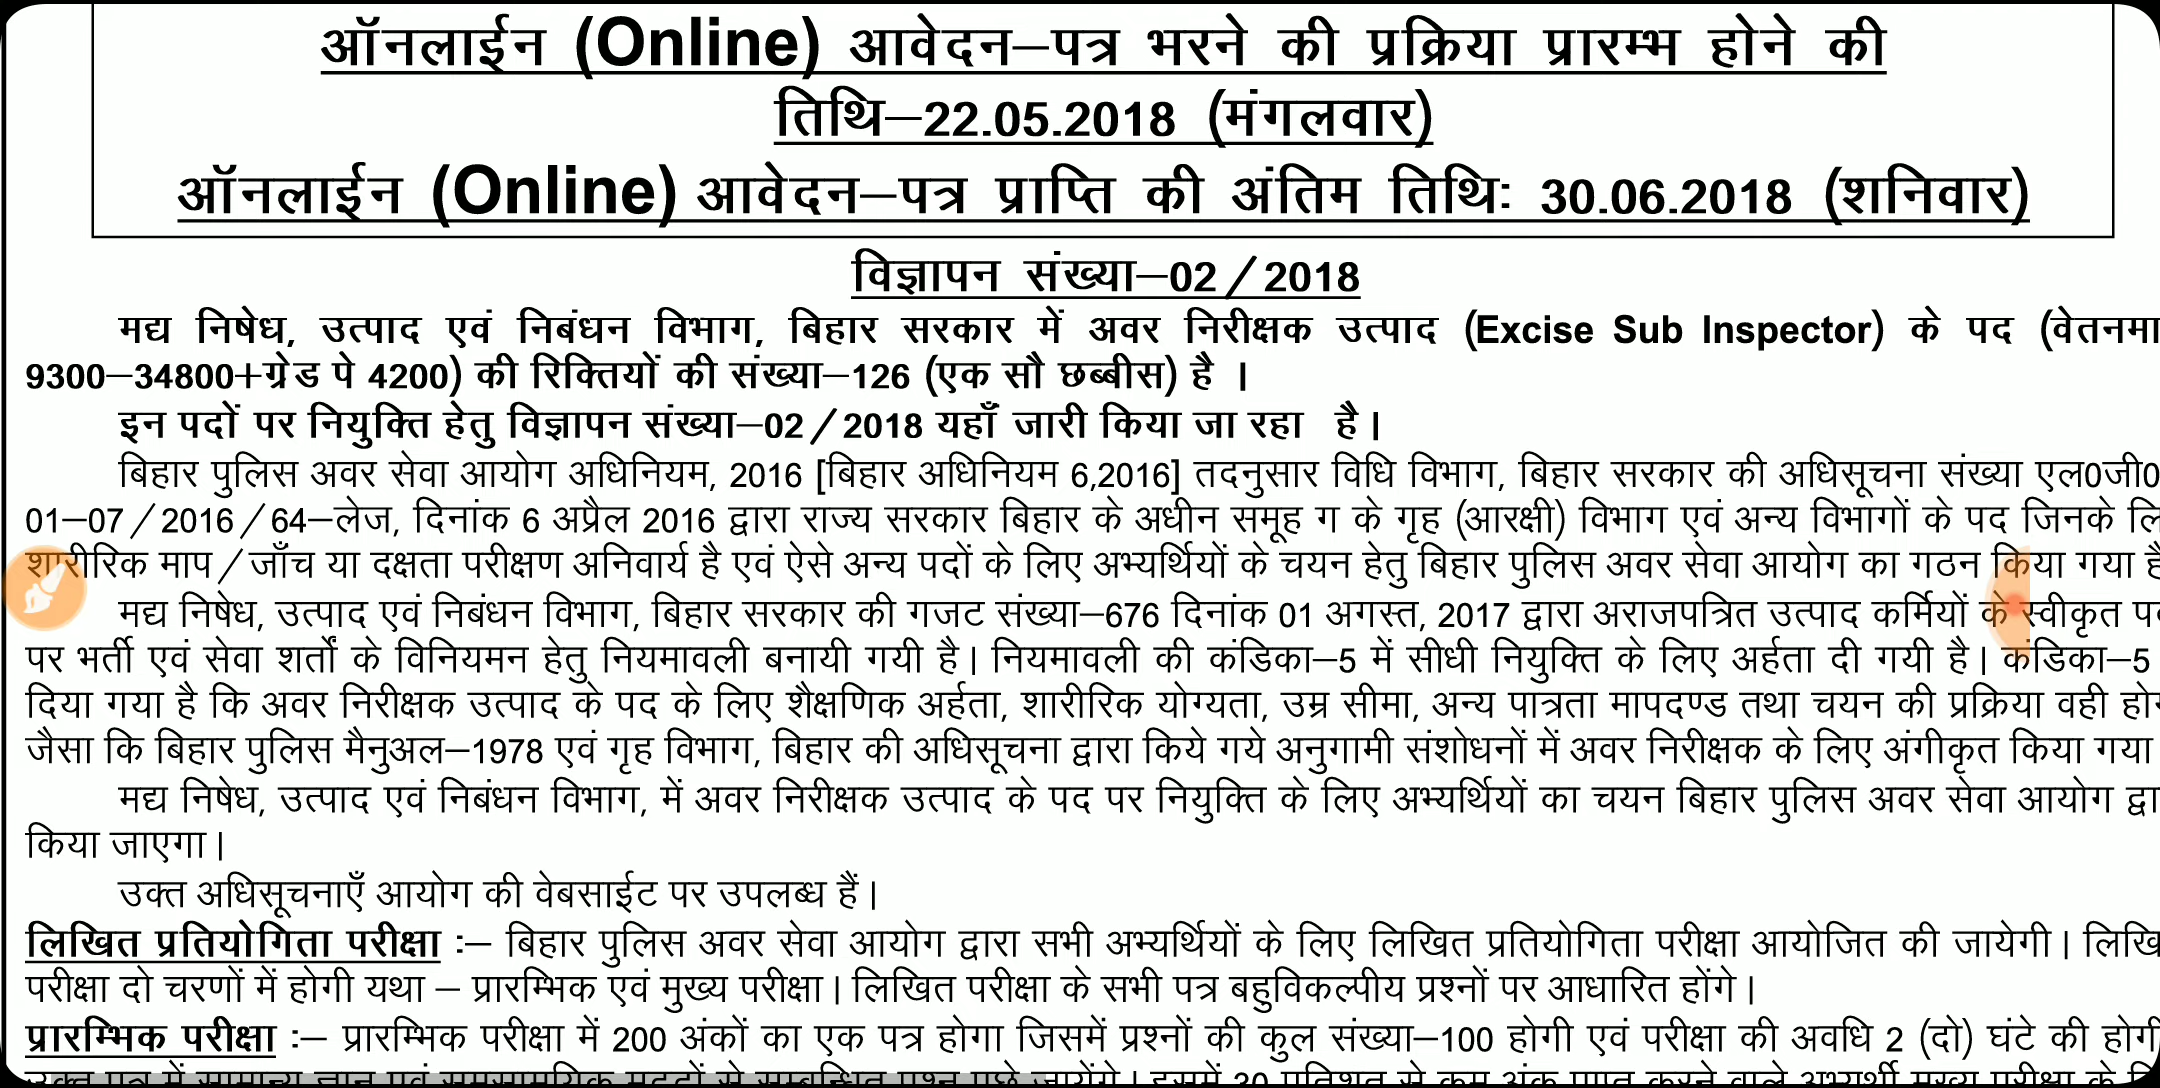 ऑनलाईन (Online) आवेदन–पत्र भरने की प्रक्रिया प्रारम्भ होने की
तिथि–22.05.2018 (मंगलवार)
ऑनलाईन (Online) आवेदन–पत्र प्राप्ति की अंतिम तिथिः 30.06.2018 (शनिवार)
विज्ञापन संख्या–02/2018
मद्य निषेध, उत्पाद एवं निबंधन विभाग, बिहार सरकार में अवर निरीक्षक उत्पाद (Excise Sub Inspector) के पद (वेतनमा
9300–34800+ग्रेड पे 4200) की रिक्तियों की संख्या–126 (एक सौ छब्बीस) है ।
इन पदों पर नियुक्ति हेतु विज्ञापन संख्या–02/2018 यहाँ जारी किया जा रहा है।
बिहार पुलिस अवर सेवा आयोग अधिनियम, 2016 [बिहार अधिनियम 6,2016] तदनुसार विधि विभाग, बिहार सरकार की अधिसूचना संख्या एल0जी0
01–07/2016/64–लेज, दिनांक 6 अप्रैल 2016 द्वारा राज्य सरकार बिहार के अधीन समूह ग के गृह (आरक्षी) विभाग एवं अन्य विभागों के पद जिनके लि
शारीरिक माप/जाँच या दक्षता परीक्षण अनिवार्य है एवं ऐसे अन्य पदों के लिए अभ्यर्थियों के चयन हेतु बिहार पुलिस अवर सेवा आयोग का गठन किया गया है
मद्य निषेध, उत्पाद एवं निबंधन विभाग, बिहार सरकार की गजट संख्या–676 दिनांक 01 अगस्त, 2017 द्वारा अराजपत्रित उत्पाद कर्मियों के स्वीकृत
पर भर्ती एवं सेवा शर्तों के विनियमन हेतु नियमावली बनायी गयी है। नियमावली की कंडिका–5 में सीधी नियुक्ति के लिए अर्हता दी गयी है। कंडिका–5
दिया गया है कि अवर निरीक्षक उत्पाद के पद के लिए शैक्षणिक अर्हता, शारीरिक योग्यता, उम्र सीमा, अन्य पात्रता मापदण्ड तथा चयन की प्रक्रिया वही
जैसा कि बिहार पुलिस मैनुअल–1978 एवं गृह विभाग, बिहार की अधिसूचना द्वारा किये गये अनुगामी संशोधनों में अवर निरीक्षक के लिए अंगीकृत किया गया
मद्य निषेध, उत्पाद एवं निबंधन विभाग, में अवर निरीक्षक उत्पाद के पद पर नियुक्ति के लिए अभ्यर्थियों का चयन बिहार पुलिस अवर सेवा आयोग द्वा
किया जाएगा।
उक्त अधिसूचनाएँ आयोग की वेबसाईट पर उपलब्ध हैं।
लिखित प्रतियोगिता परीक्षा :– बिहार पुलिस अवर सेवा आयोग द्वारा सभी अभ्यर्थियों के लिए लिखित प्रतियोगिता परीक्षा आयोजित की जायेगी। लिखि
परीक्षा दो चरणों में होगी यथा – प्रारम्भिक एवं मुख्य परीक्षा। लिखित परीक्षा के सभी पत्र बहुविकल्पीय प्रश्नों पर आधारित होंगे।
प्रारम्भिक परीक्षा :– प्रारम्भिक परीक्षा में 200 अंकों का एक पत्र होगा जिसमें प्रश्नों की कुल संख्या–100 होगी एवं परीक्षा की अवधि 2 (दो) घंटे की होगी